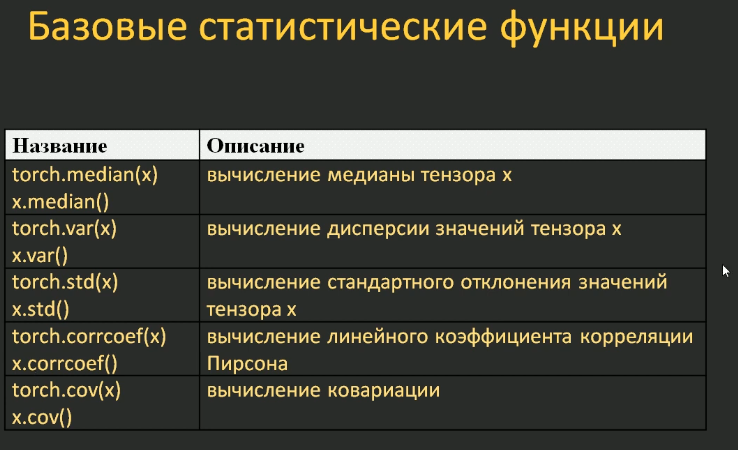 Базовые статистические функции
Название Описание
torch.median(x) вычисление медианы тензора x
x.median()
torch.var(x) вычисление дисперсии значений тензора x
x.var()
torch.std(x) вычисление стандартного отклонения значений
x.std() тензора x
torch.corrcoef(x) вычисление линейного коэффициента корреляции
x.corrcoef() Пирсона
torch.cov(x) вычисление ковариации
x.cov()